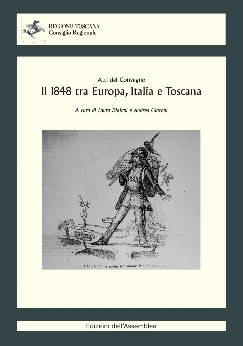 REGIONE TOSCANA
Consiglio Regionale
Atti del Convegno
Il 1848 tra Europa, Italia e Toscana
A cura di Laura Diafani e Andrea Giaconi
Edizioni dell'Assemblea